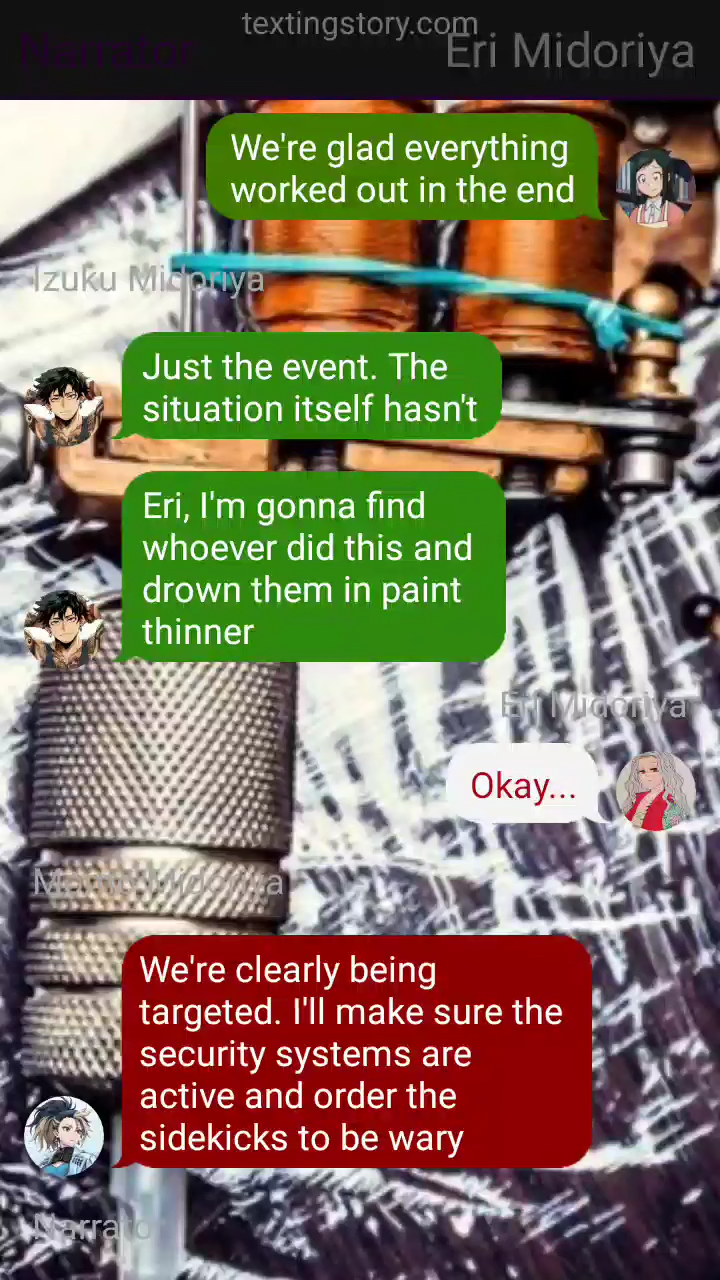 textingstory.com
Narrator
Eri Midoriya
We're glad everything
worked out in the end
Izuku Midoriya
Just the event. The
situation itself hasn't
Eri, I'm gonna find
whoever did this and
drown them in paint
thinner
Eri Midoriya
Okay...
Midoriya
We're clearly being
targeted. I'll make sure the
security systems are
active and order the
sidekicks to be wary
Narrator